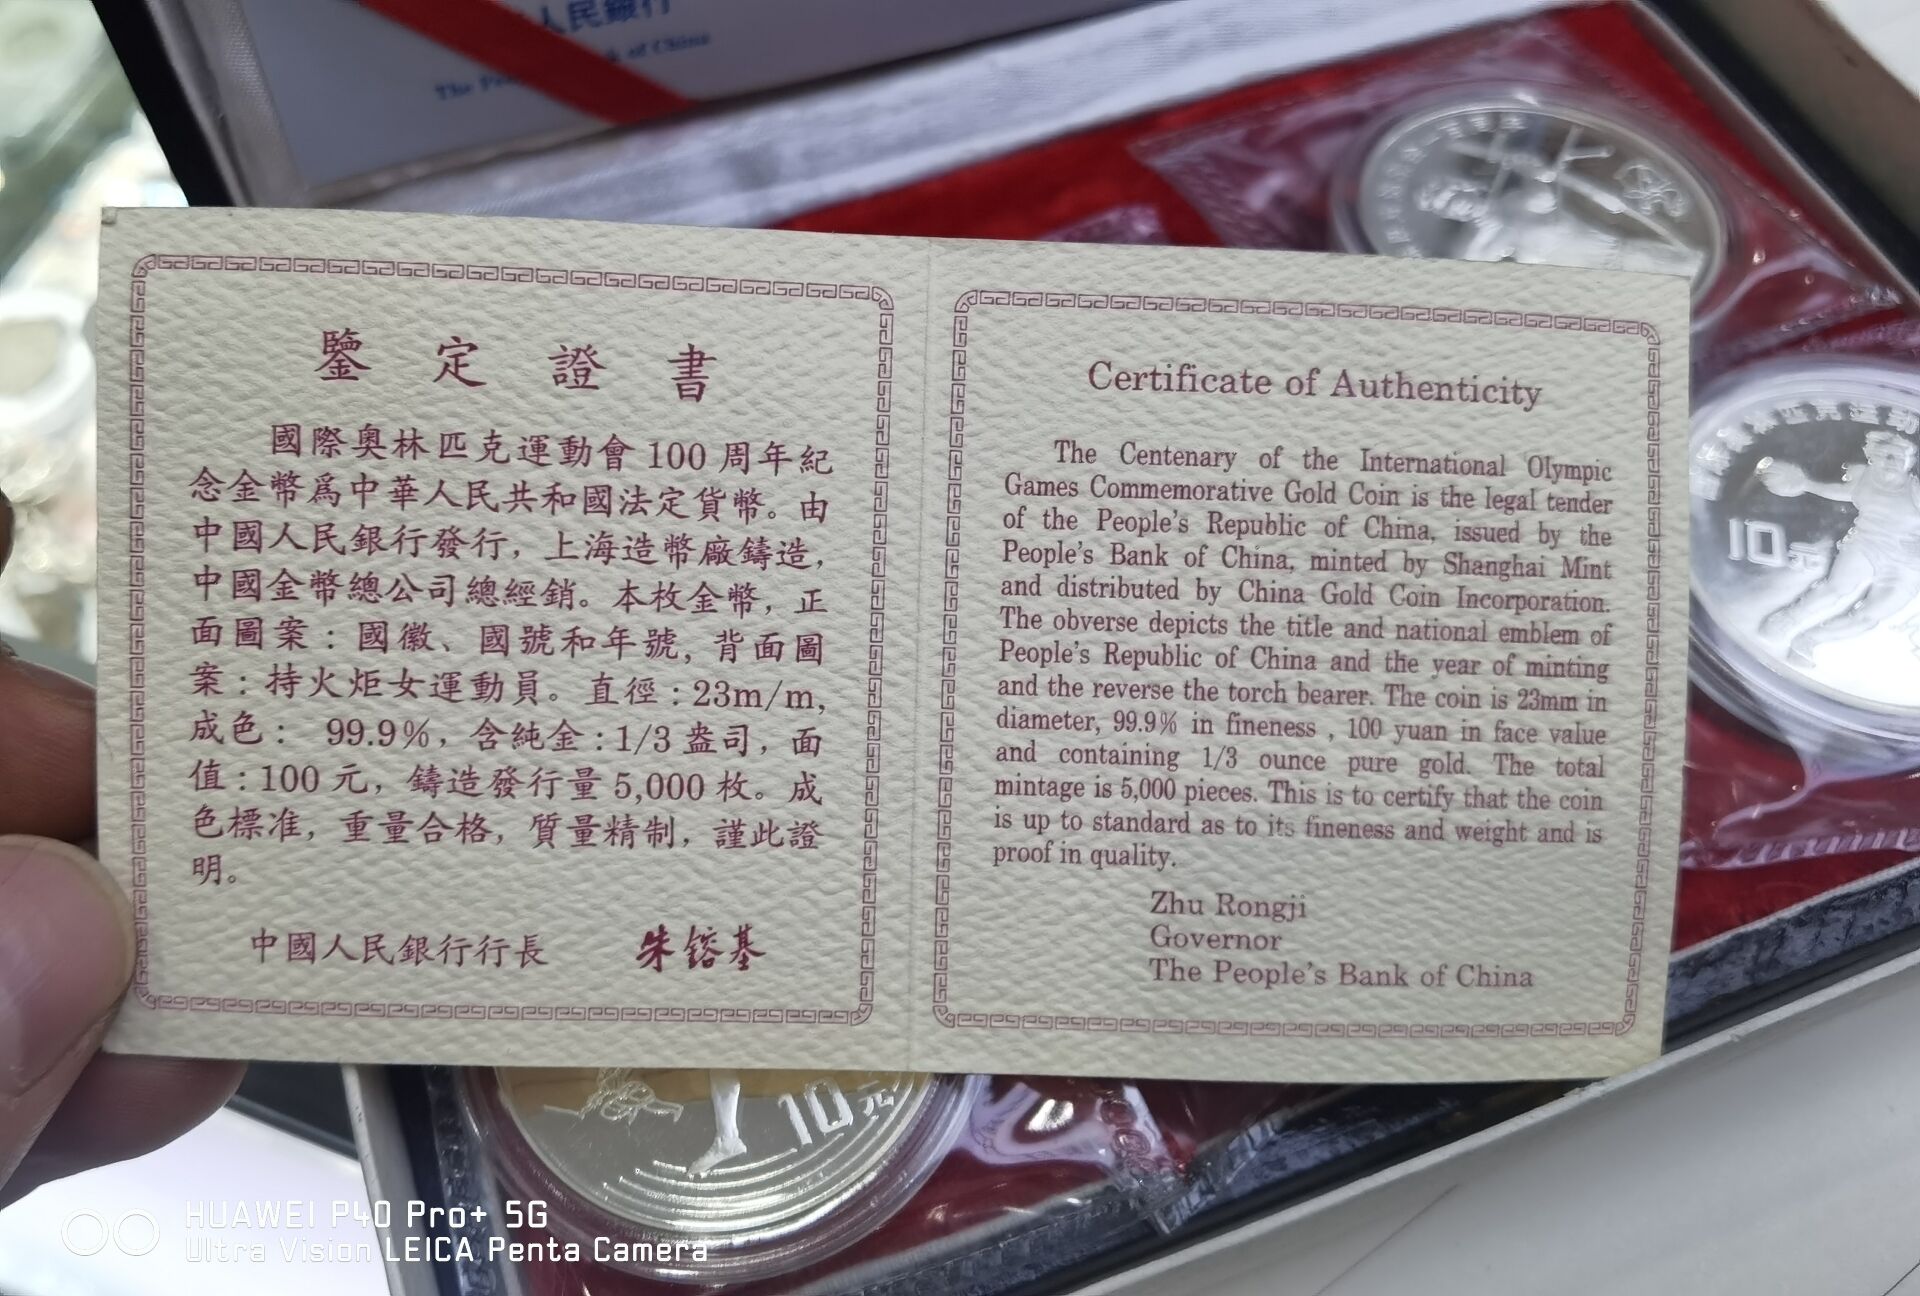 人民銀行
of China
鑒定證書
國際奧林匹克運動會100周年紀
念金幣爲中華人民共和國法定貨幣。由
中國人民銀行發行，上海造幣廠鑄造，
中國金幣總公司總經銷。本枚金幣，正
面圖案：國徽、國號和年號，背面圖
案：持火炬女運動員。直徑：23m/m，
成色： 99.9%，含純金：1/3盎司，面
值：100元，鑄造發行量5,000枚。成
色標准，重量合格，質量精制，謹此證
明。
中國人民銀行行長 朱鎔基
Certificate of Authenticity
The Centenary of the International Olympic
Games Commemorative Gold Coin is the legal tender
of the People's Republic of China, issued by the
People's Bank of China, minted by Shanghai Mint
and distributed by China Gold Coin Incorporation.
The obverse depicts the title and national emblem of
People's Republic of China and the year of minting
and the reverse the torch bearer. The coin is 23mm in
diameter, 99.9% in fineness , 100 yuan in face value
and containing 1/3 ounce pure gold. The total
mintage is 5,000 pieces. This is to certify that the coin
is up to standard as to its fineness and weight and is
proof in quality.
Zhu Rongji
Governor
The People's Bank of China
林匹克运动
10元
10元
HUAWEI P40 Pro+ 5G
Ultra Vision LEICA Penta Camera